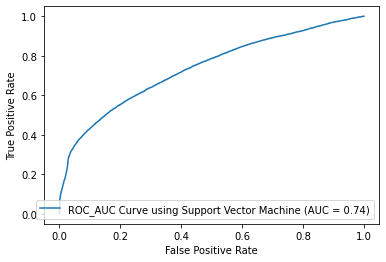 1.0
0.8
0.6
0.4
0.2
0.0
True Positive Rate
ROC_AUC Curve using Support Vector Machine (AUC = 0.74)
0.0 0.2 0.4 0.6 0.8 1.0
False Positive Rate